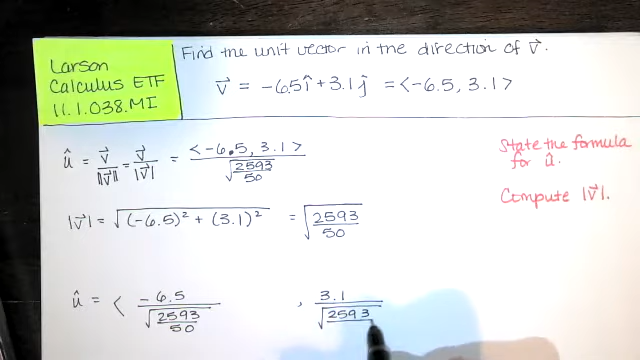 Larson
Calculus ETF
11.1.038.MI
Find the unit vector in the direction of v⃗.
v⃗ = -6.5î + 3.1ĵ = <-6.5, 3.1>
û = v⃗/||v⃗|| = v⃗/|v⃗| = <-6.5, 3.1>/√(2593/50)
State the formula
for û.
Compute |v⃗|.
|v⃗| = √((-6.5)² + (3.1)²) = √(2593/50)
û = < -6.5/√(2593/50) , 3.1/√2593